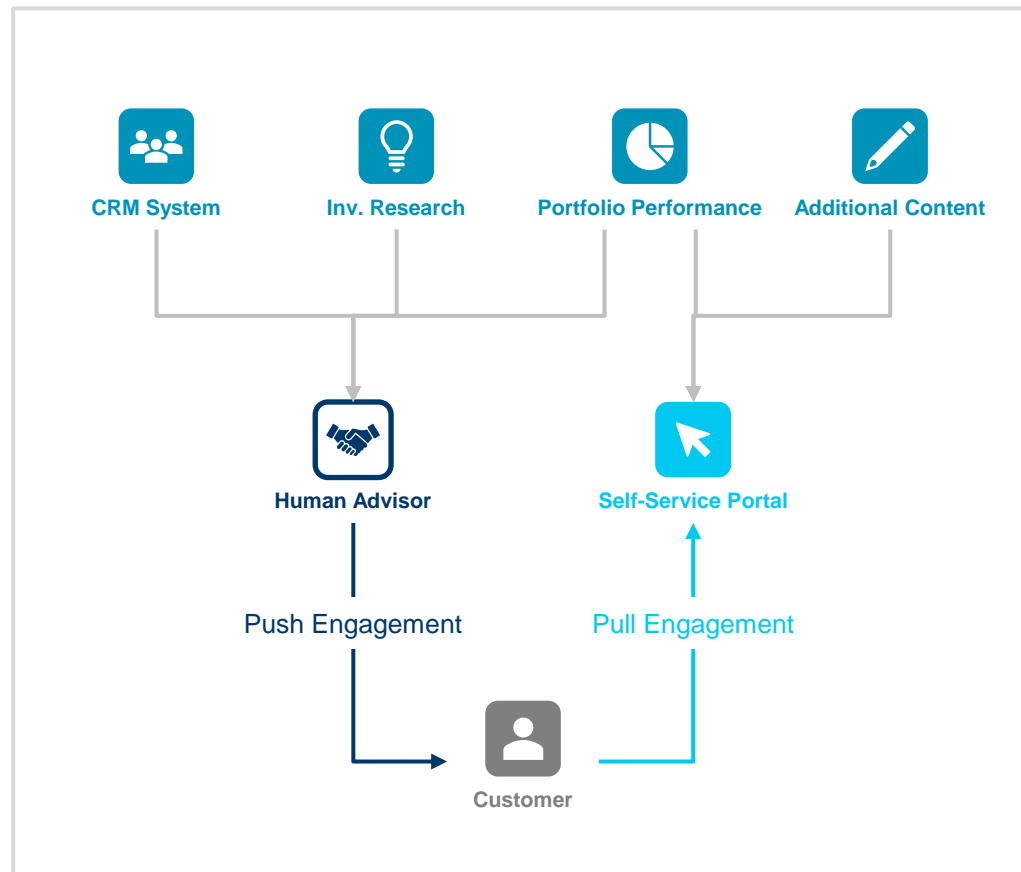 CRM System
Inv. Research
Portfolio Performance
Additional Content
Human Advisor
Self-Service Portal
Push Engagement
Pull Engagement
Customer